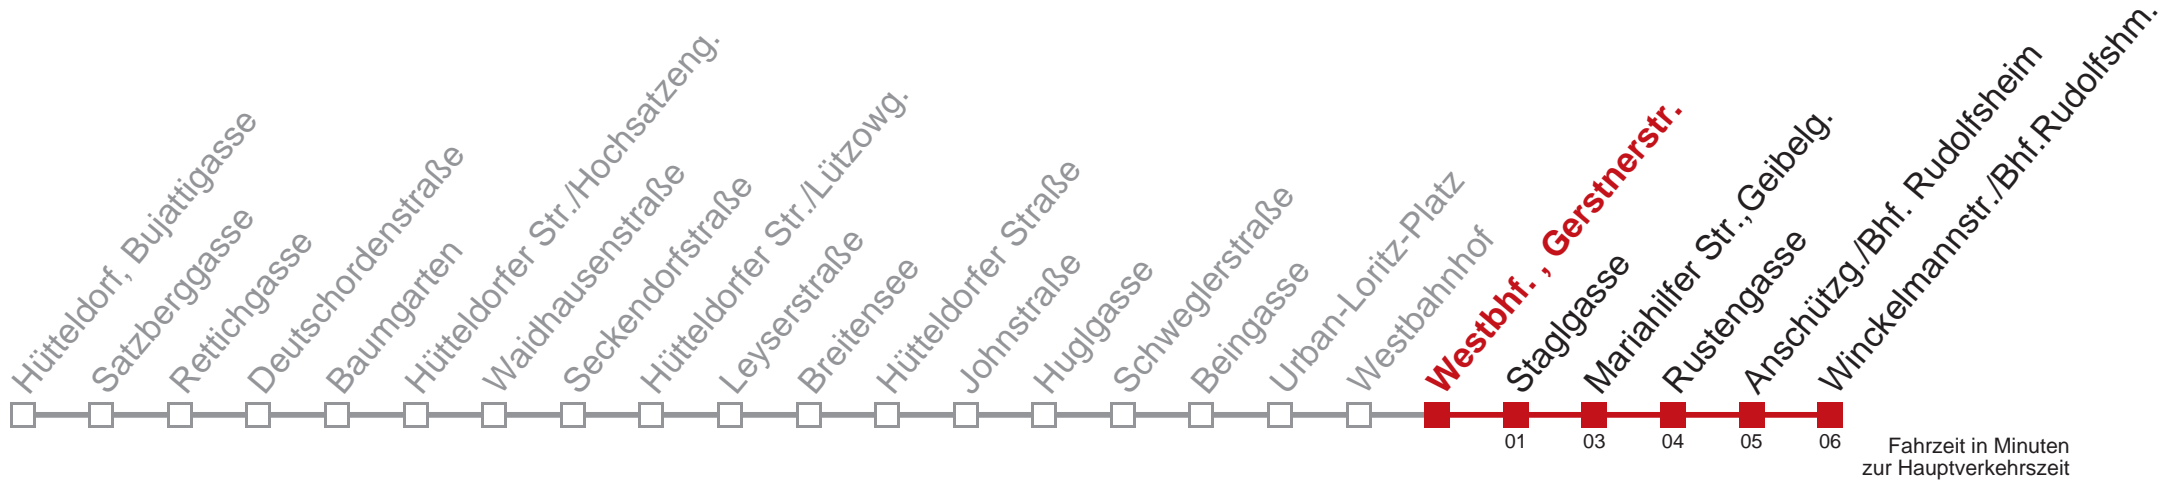 Hütteldorf, Bujattigasse
Satzberggasse
Rettichgasse
Deutschordenstraße
Baumgarten
Hütteldorfer Str./Hochsatzeng.
Waidhausenstraße
Seckendorfstraße
Hütteldorfer Str./Lützowg.
Leyserstraße
Breitensee
Hütteldorfer Straße
Johnstraße
Huglgasse
Schweglerstraße
Beingasse
Urban-Loritz-Platz
Westbahnhof
Westbhf. , Gerstnerstr.
Staglgasse
Mariahilfer Str.,Geibelg.
Rustengasse
Anschützg./Bhf. Rudolfsheim
Winckelmannstr./Bhf.Rudolfshm.
01 03 04 05 06
Fahrzeit in Minuten
zur Hauptverkehrszeit